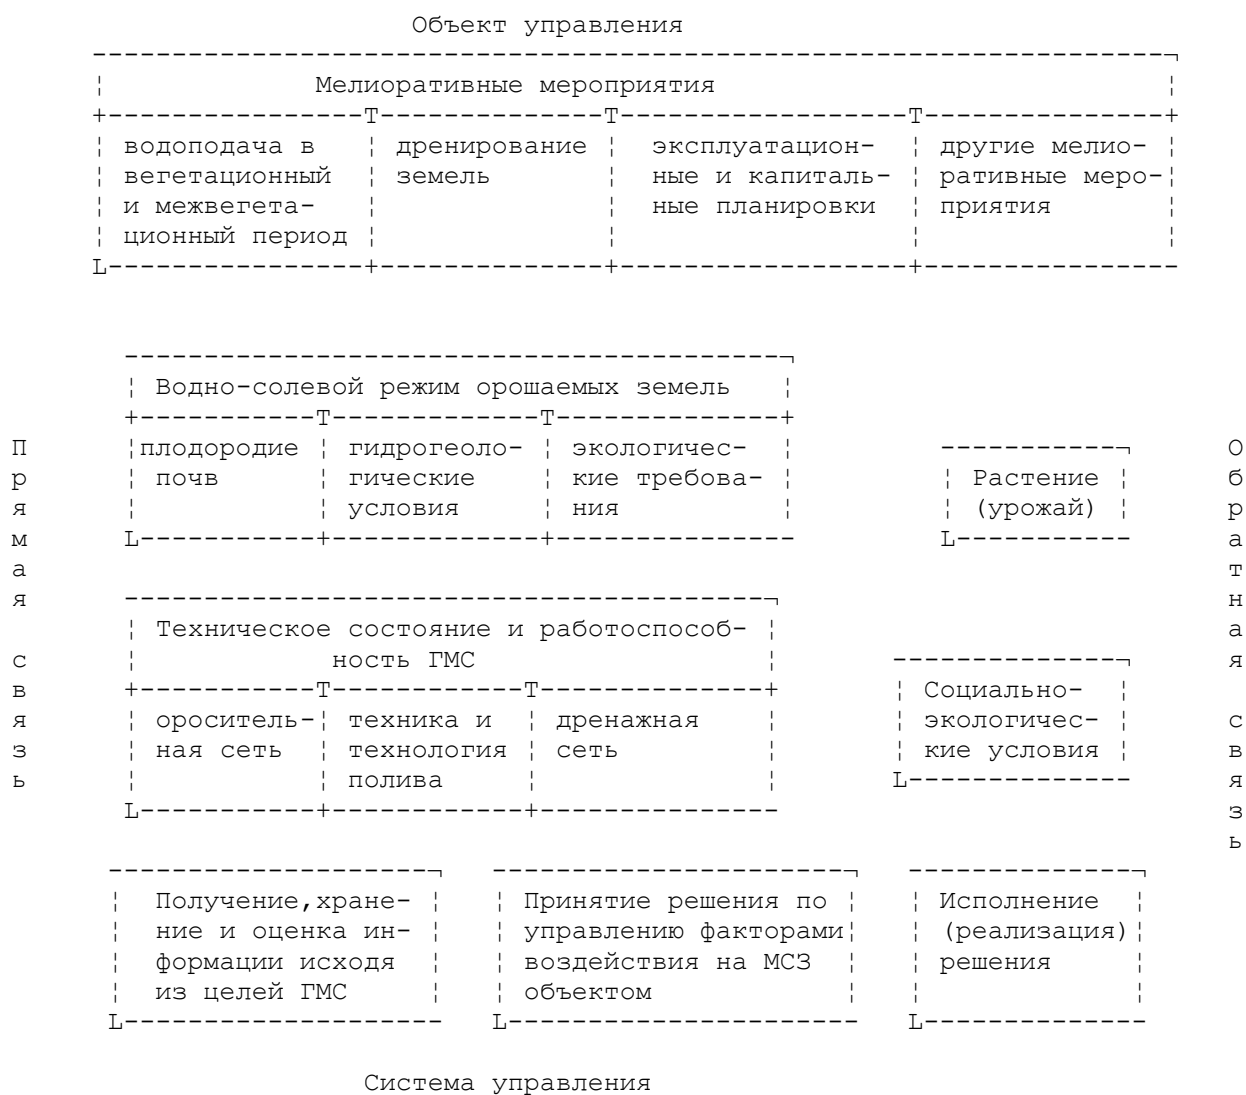 Объект управления
Мелиоративные мероприятия
водоподача в дренирование эксплуатацион- другие мелио-
вегетационный земель ные и капиталь- ративные меро-
и межвегета- ные планировки приятия
ционный период
Водно-солевой режим орошаемых земель
плодородие гидрогеоло- экологичес-
почв гические кие требова-
условия ния
Растение
(урожай)
Прямая связь
Обратная связь
Техническое состояние и работоспособ-
ность ГМС
ороситель- техника и дренажная
ная сеть технология сеть
полива
Социально-
экологичес-
кие условия
Получение,хране-
ние и оценка ин-
формации исходя
из целей ГМС
Принятие решения по
управлению факторами
воздействия на МСЗ
объектом
Исполнение
(реализация)
решения
Система управления